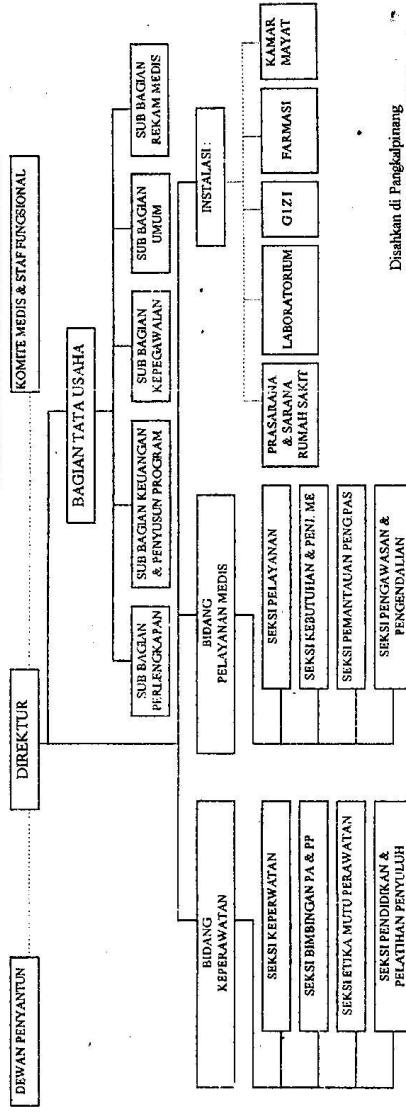 DEWAN PENYANTUN
DIREKTUR
KOMITE MEDIS & STAF FUNGSIONAL
BAGIAN TATA USAHA
SUB BAGIAN
PERLENGKAPAN
SUB BAGIAN KEUANGAN
& PENYUSUN PROGRAM
SUB BAGIAN
KEPEGAWAIAN
SUB BAGIAN
UMUM
SUB BAGIAN
REKAM MEDIS
BIDANG
KEPERAWATAN
SEKSI KEPERWATAN
SEKSI BIMBINGAN PA & PP
SEKSI ETIKA MUTU PERAWATAN
SEKSI PENDIDIKAN &
PELATIHAN PENYULUH
BIDANG
PELAYANAN MEDIS
SEKSI PELAYANAN
SEKSI KEBUTUHAN & PENI. ME
SEKSI PEMANTAUAN PENG.PAS
SEKSI PENGAWASAN &
PENGENDALIAN
INSTALASI :
PRASARANA
& SARANA
RUMAH SAKIT
LABORATORIUM
GIZI
FARMASI
KAMAR
MAYAT
Disahkan di Pangkalpinang